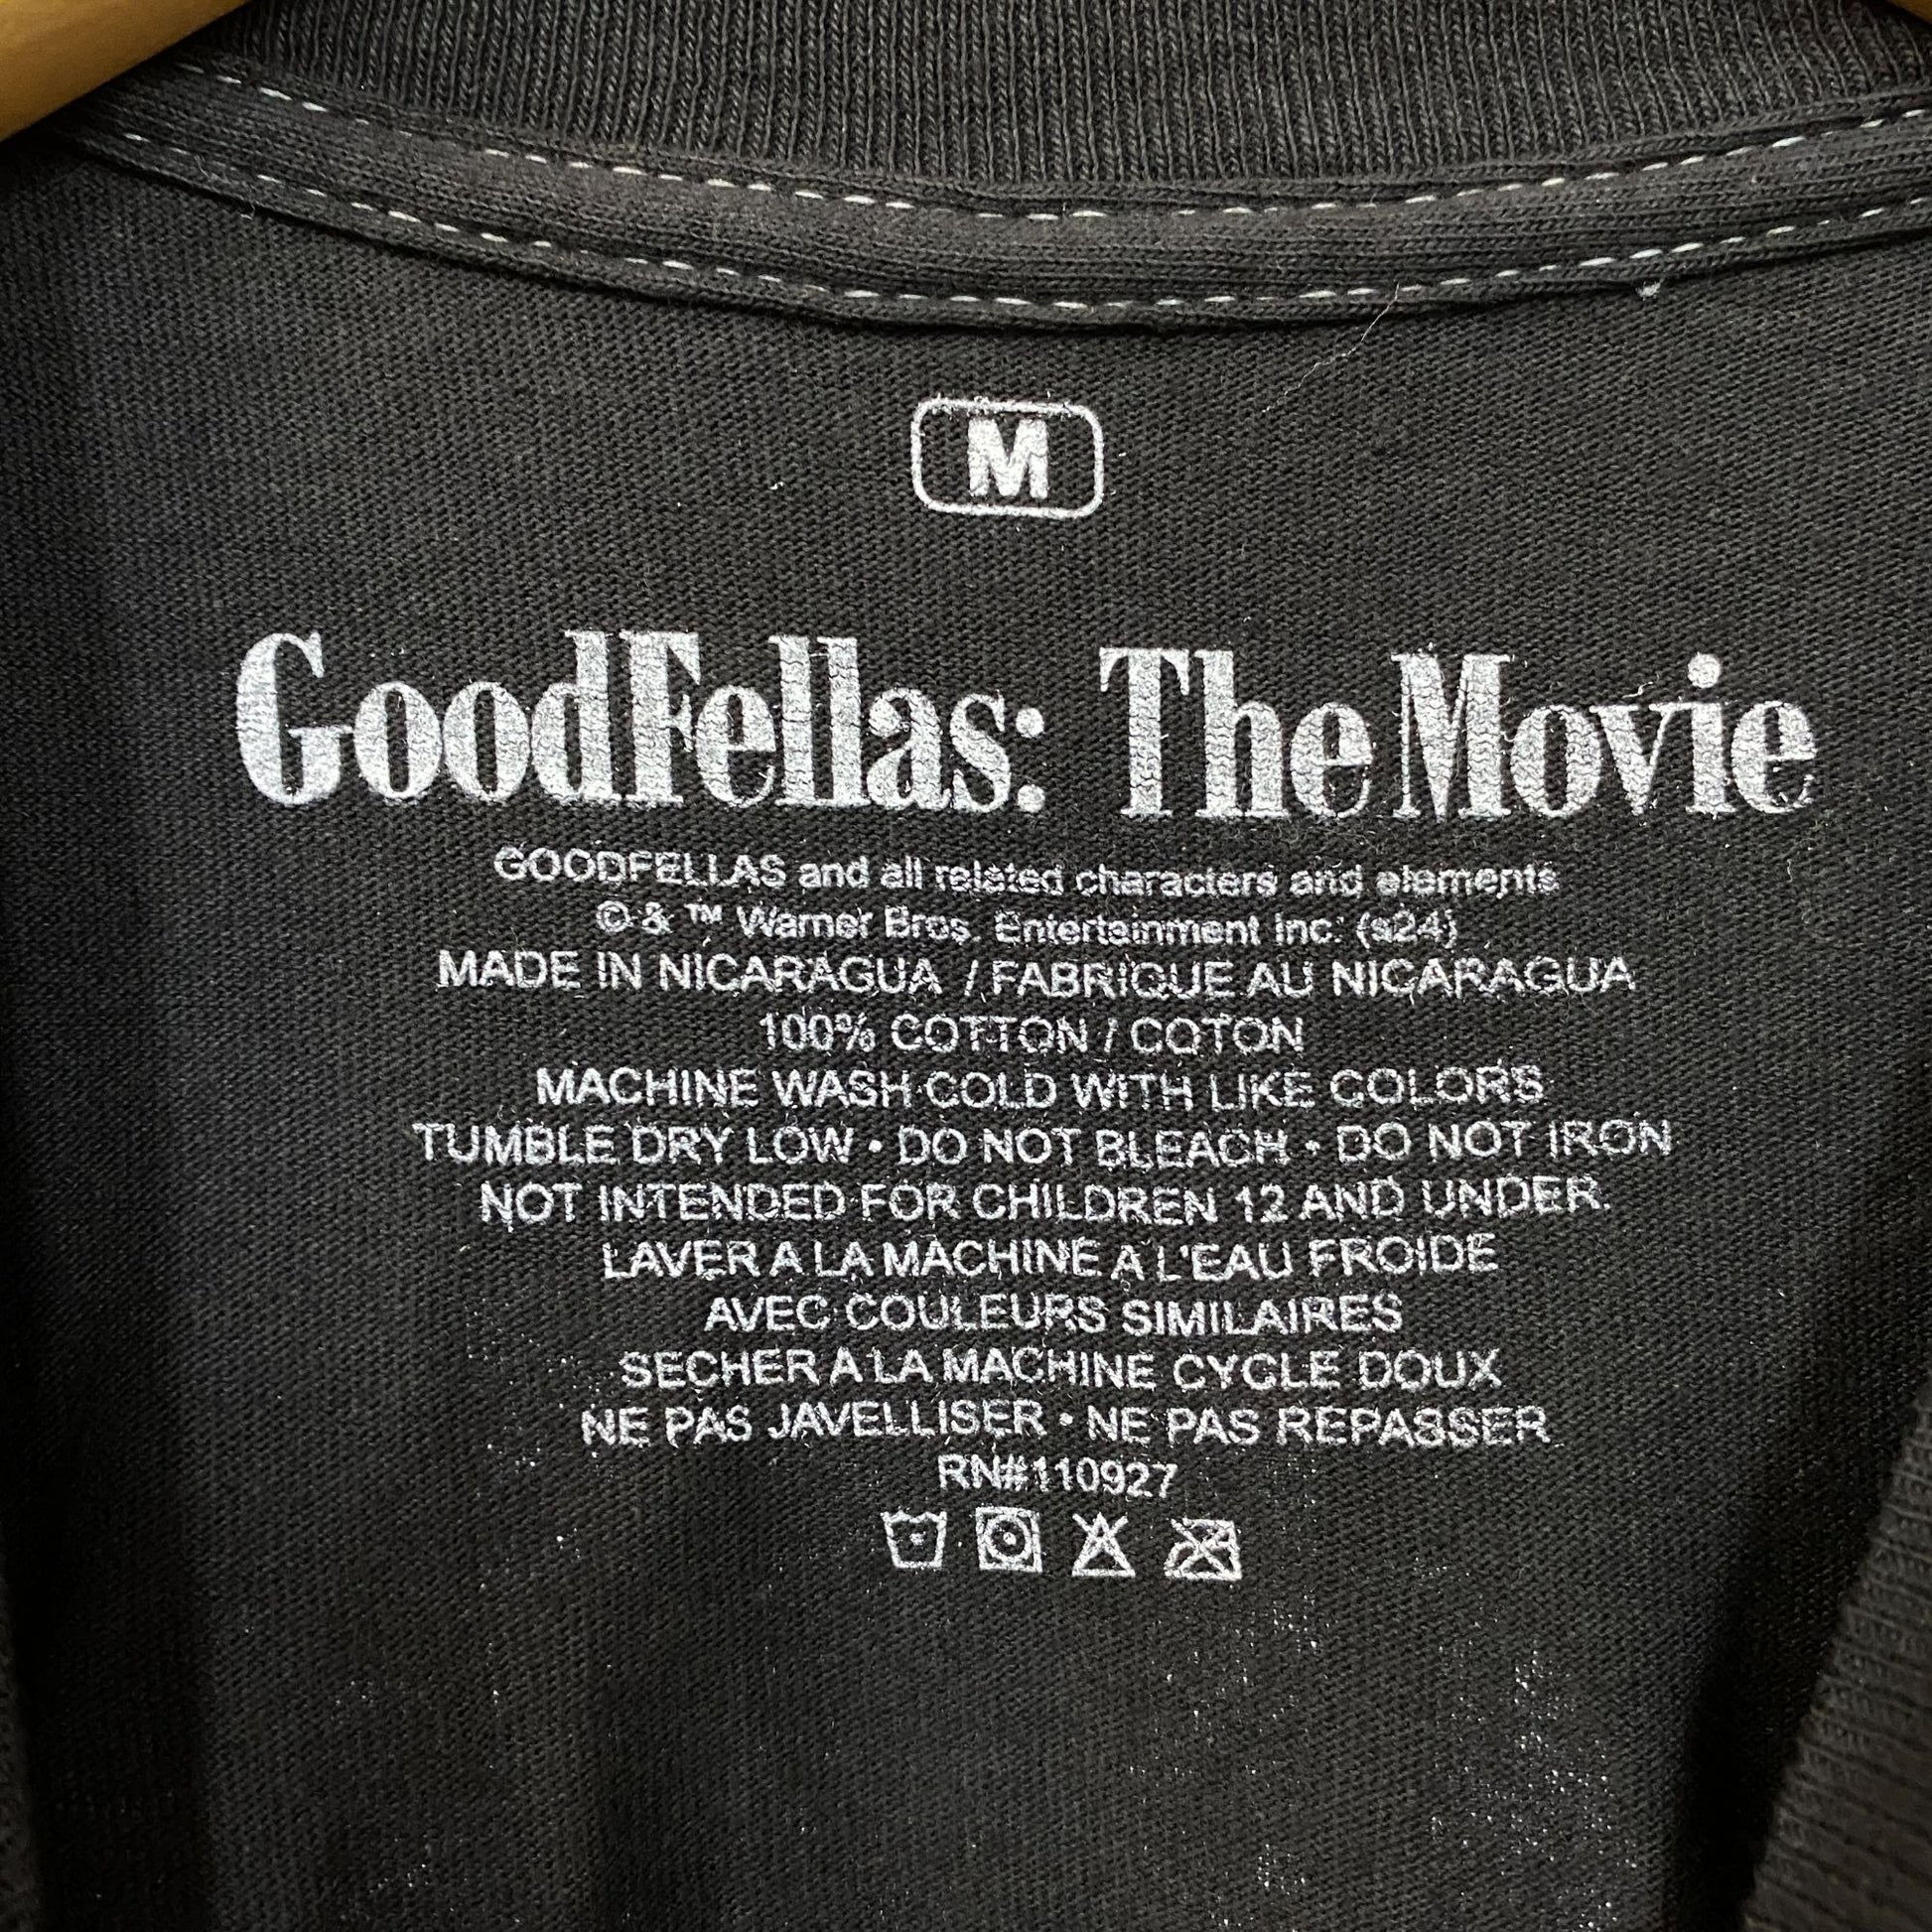 M
GoodFellas: The Movie
GOODFELLAS and all related characters and elements
© & ™ Warner Bros. Entertainment Inc. (s24)
MADE IN NICARAGUA / FABRIQUE AU NICARAGUA
100% COTTON / COTON
MACHINE WASH COLD WITH LIKE COLORS
TUMBLE DRY LOW • DO NOT BLEACH • DO NOT IRON
NOT INTENDED FOR CHILDREN 12 AND UNDER.
LAVER A LA MACHINE A L'EAU FROIDE
AVEC COULEURS SIMILAIRES
SECHER A LA MACHINE CYCLE DOUX
NE PAS JAVELLISER • NE PAS REPASSER
RN#110927